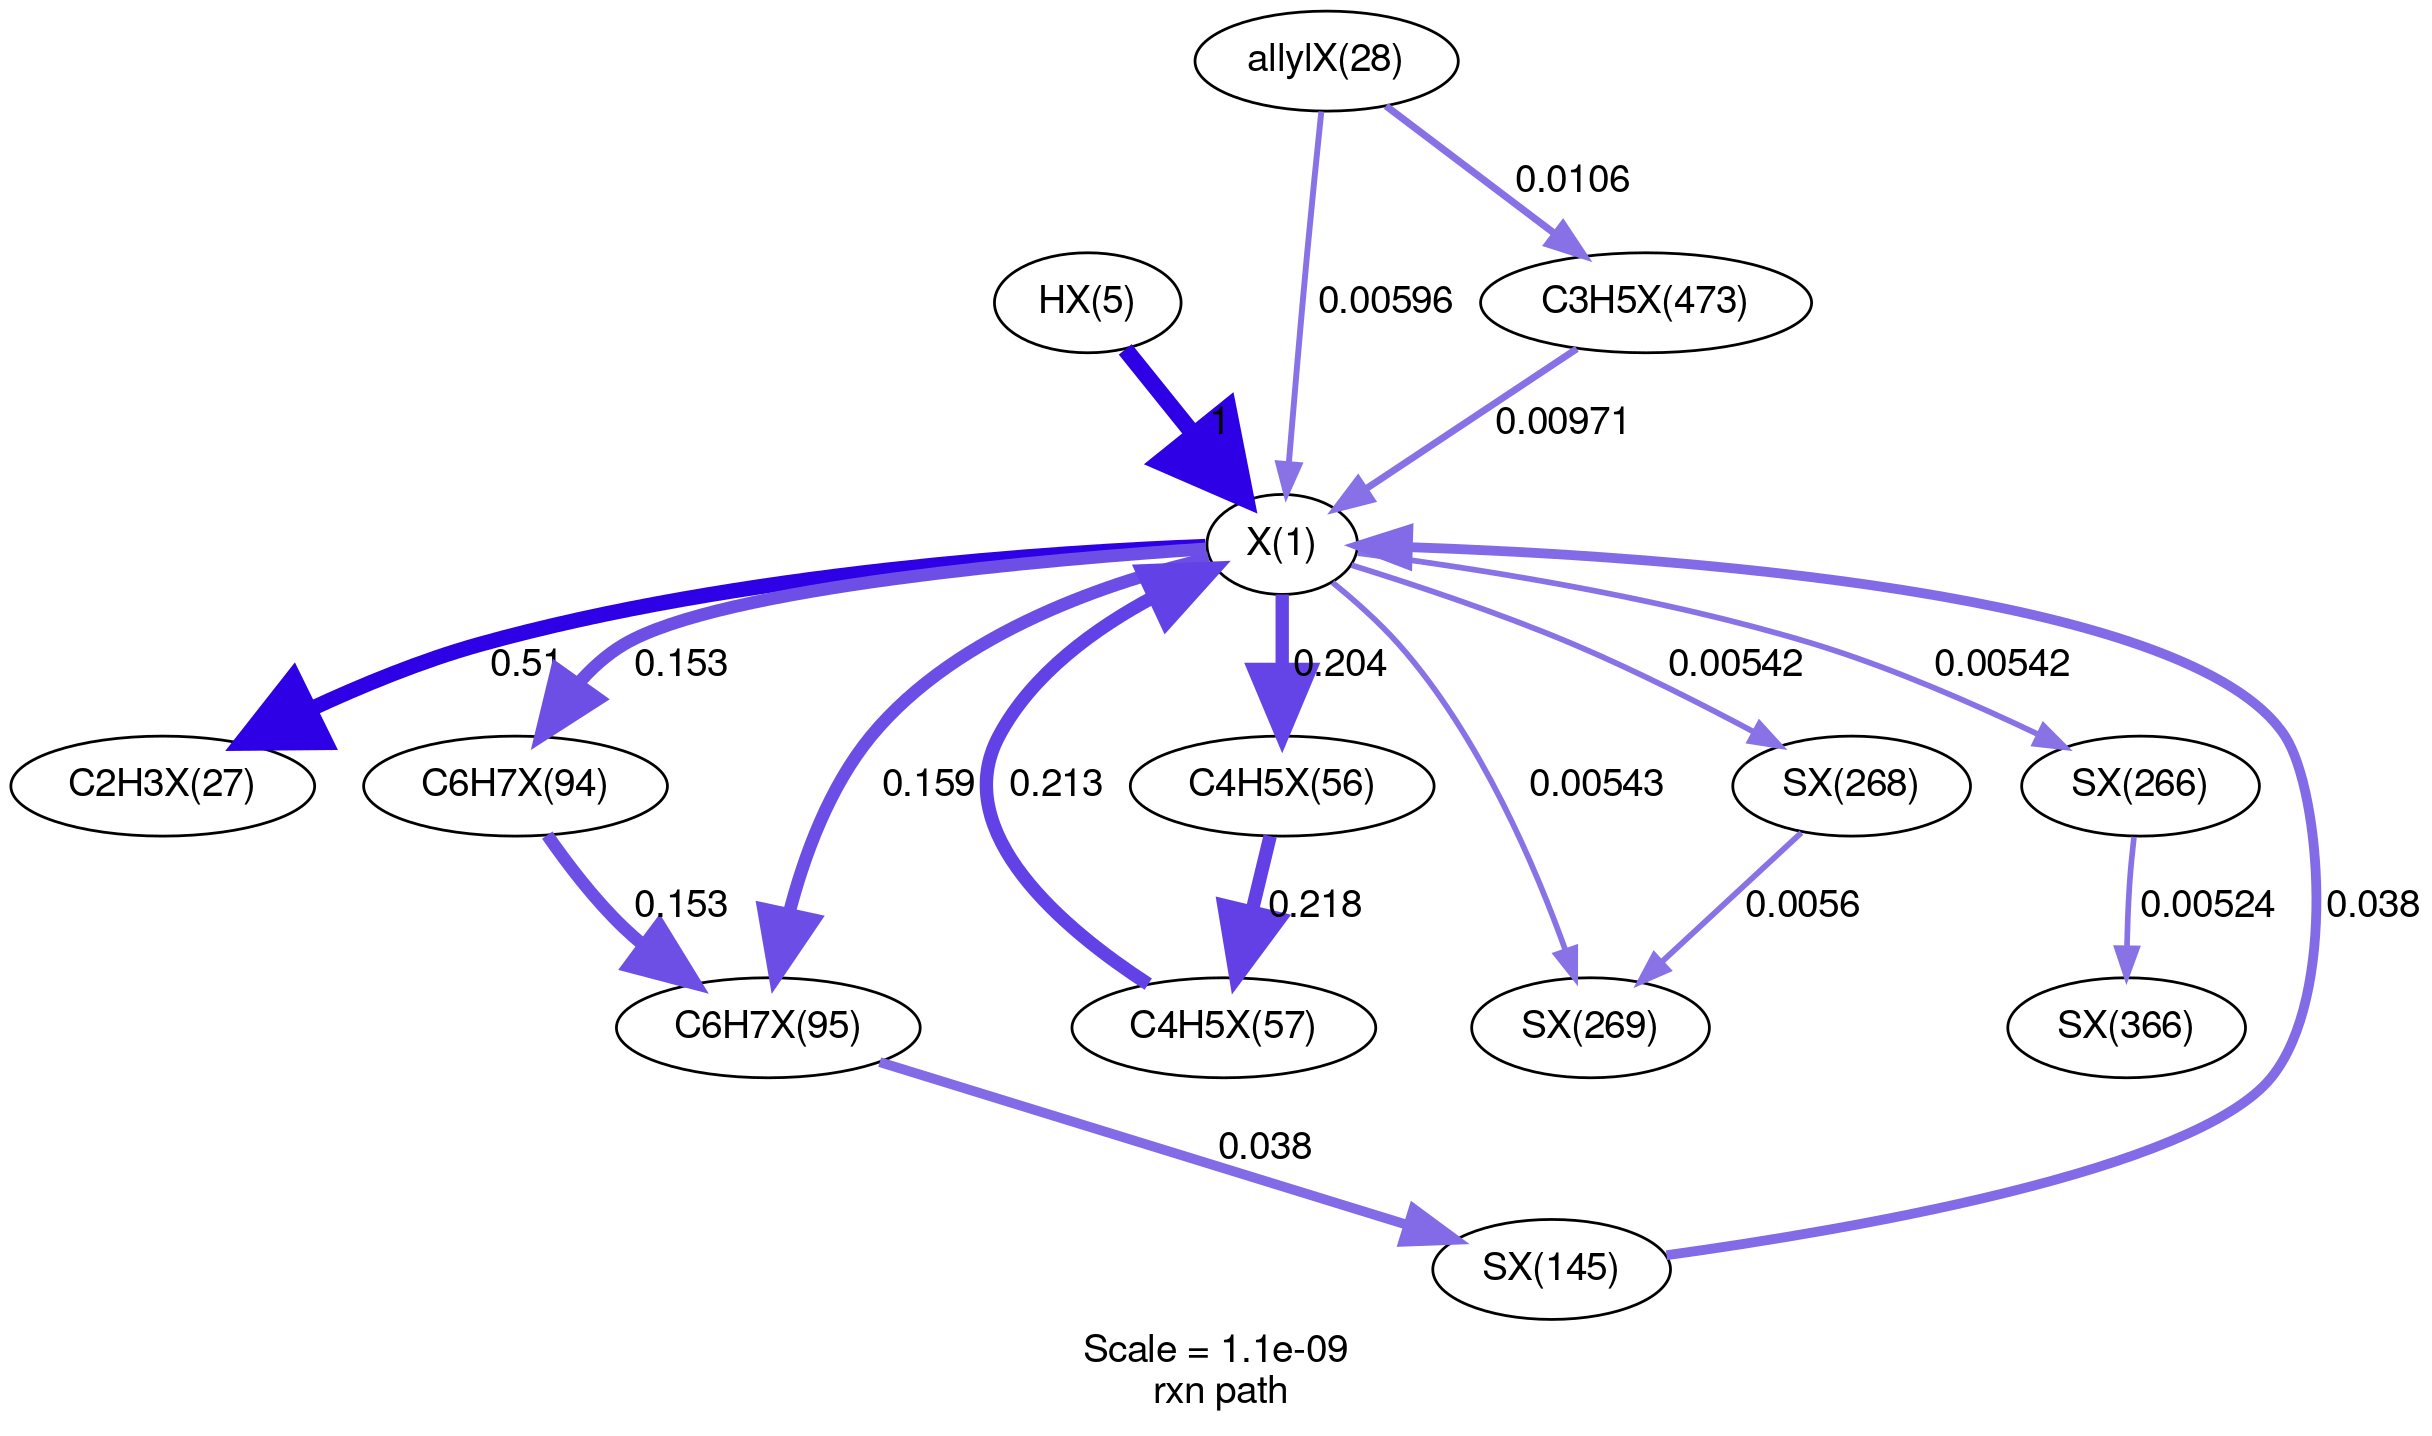 allylX(28)
0.0106
HX(5)
0.00596
C3H5X(473)
1
0.00971
X(1)
0.51
0.153
0.204
0.00542
0.00542
C2H3X(27)
C6H7X(94)
0.159
0.213
C4H5X(56)
0.00543
SX(268)
SX(266)
0.153
0.218
0.0056
0.00524
0.038
C6H7X(95)
C4H5X(57)
SX(269)
SX(366)
0.038
SX(145)
Scale = 1.1e-09
rxn path